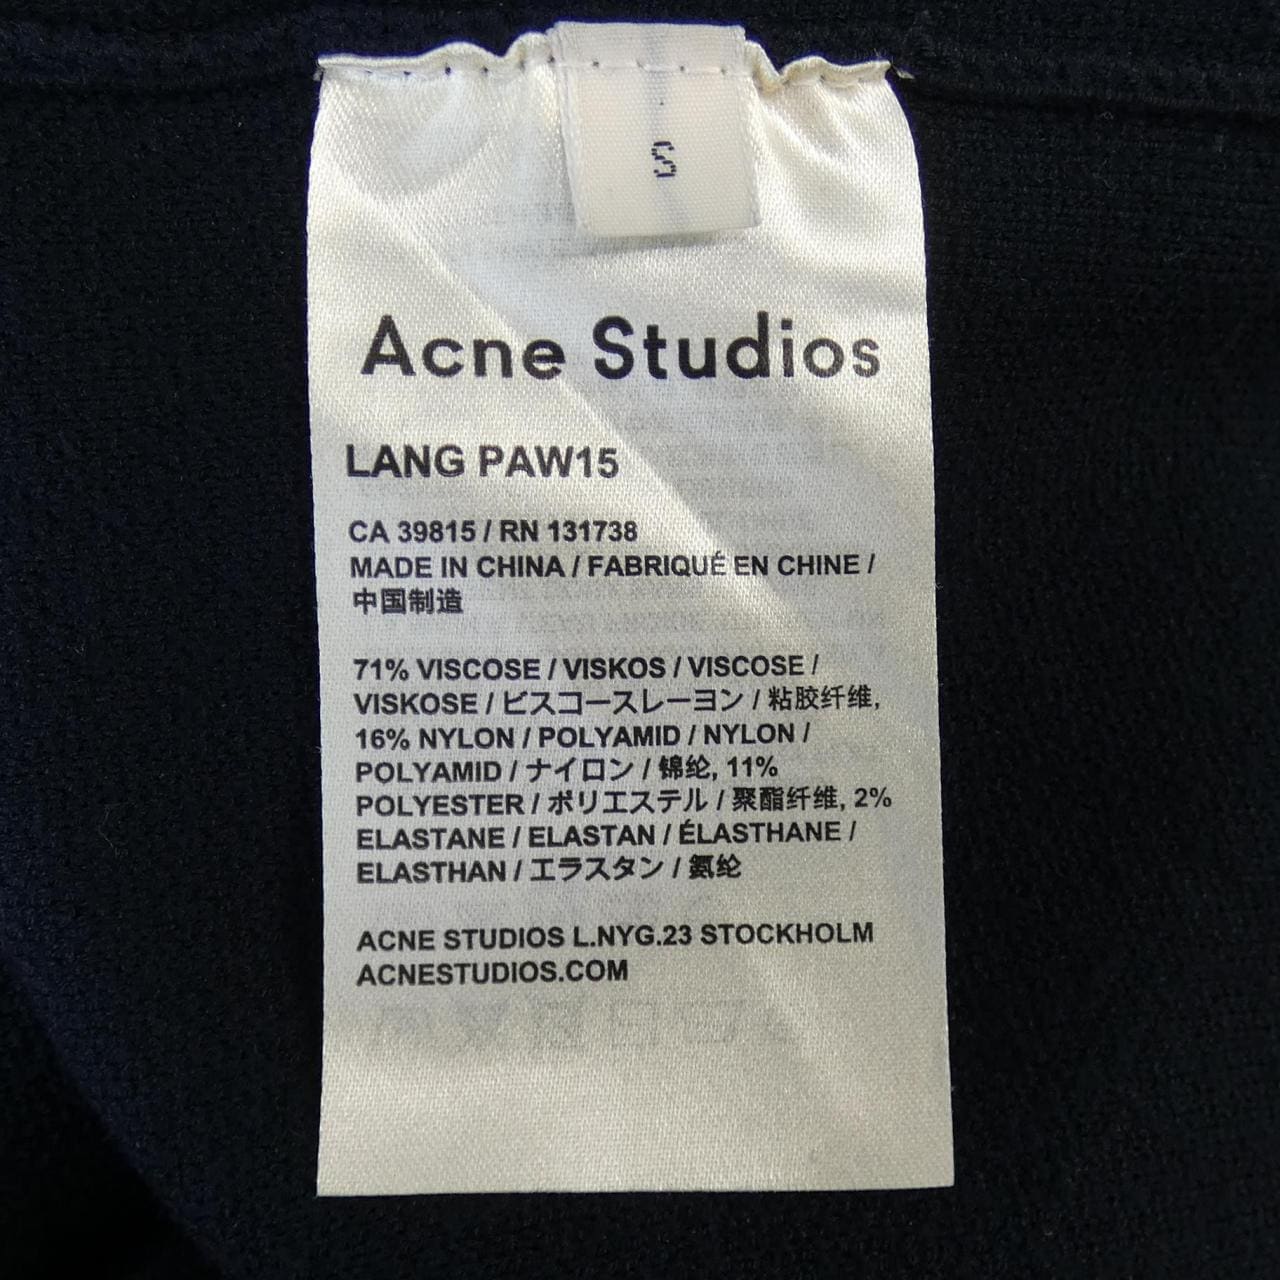 S
Acne Studios
LANG PAW15
CA 39815 / RN 131738
MADE IN CHINA / FABRIQUÉ EN CHINE /
中国制造
71% VISCOSE / VISKOS / VISCOSE /
VISKOSE / ビスコースレーヨン / 粘胶纤维,
16% NYLON / POLYAMID / NYLON /
POLYAMID / ナイロン / 锦纶, 11%
POLYESTER / ポリエステル / 聚酯纤维, 2%
ELASTANE / ELASTAN / ÉLASTHANE /
ELASTHAN / エラスタン / 氨纶
ACNE STUDIOS L.NYG.23 STOCKHOLM
ACNESTUDIOS.COM